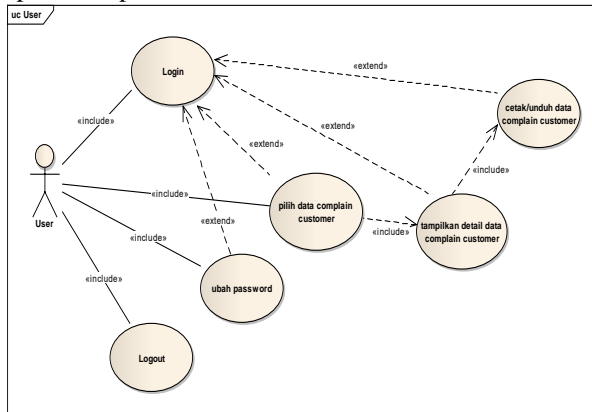 uc User
Login
«extend»
cetak/unduh data
complain customer
«include»
«extend»
«extend»
«include»
User
«include»
pilih data complain
customer
tampilkan detail data
complain customer
«include»
«include»
«extend»
ubah password
«include»
Logout